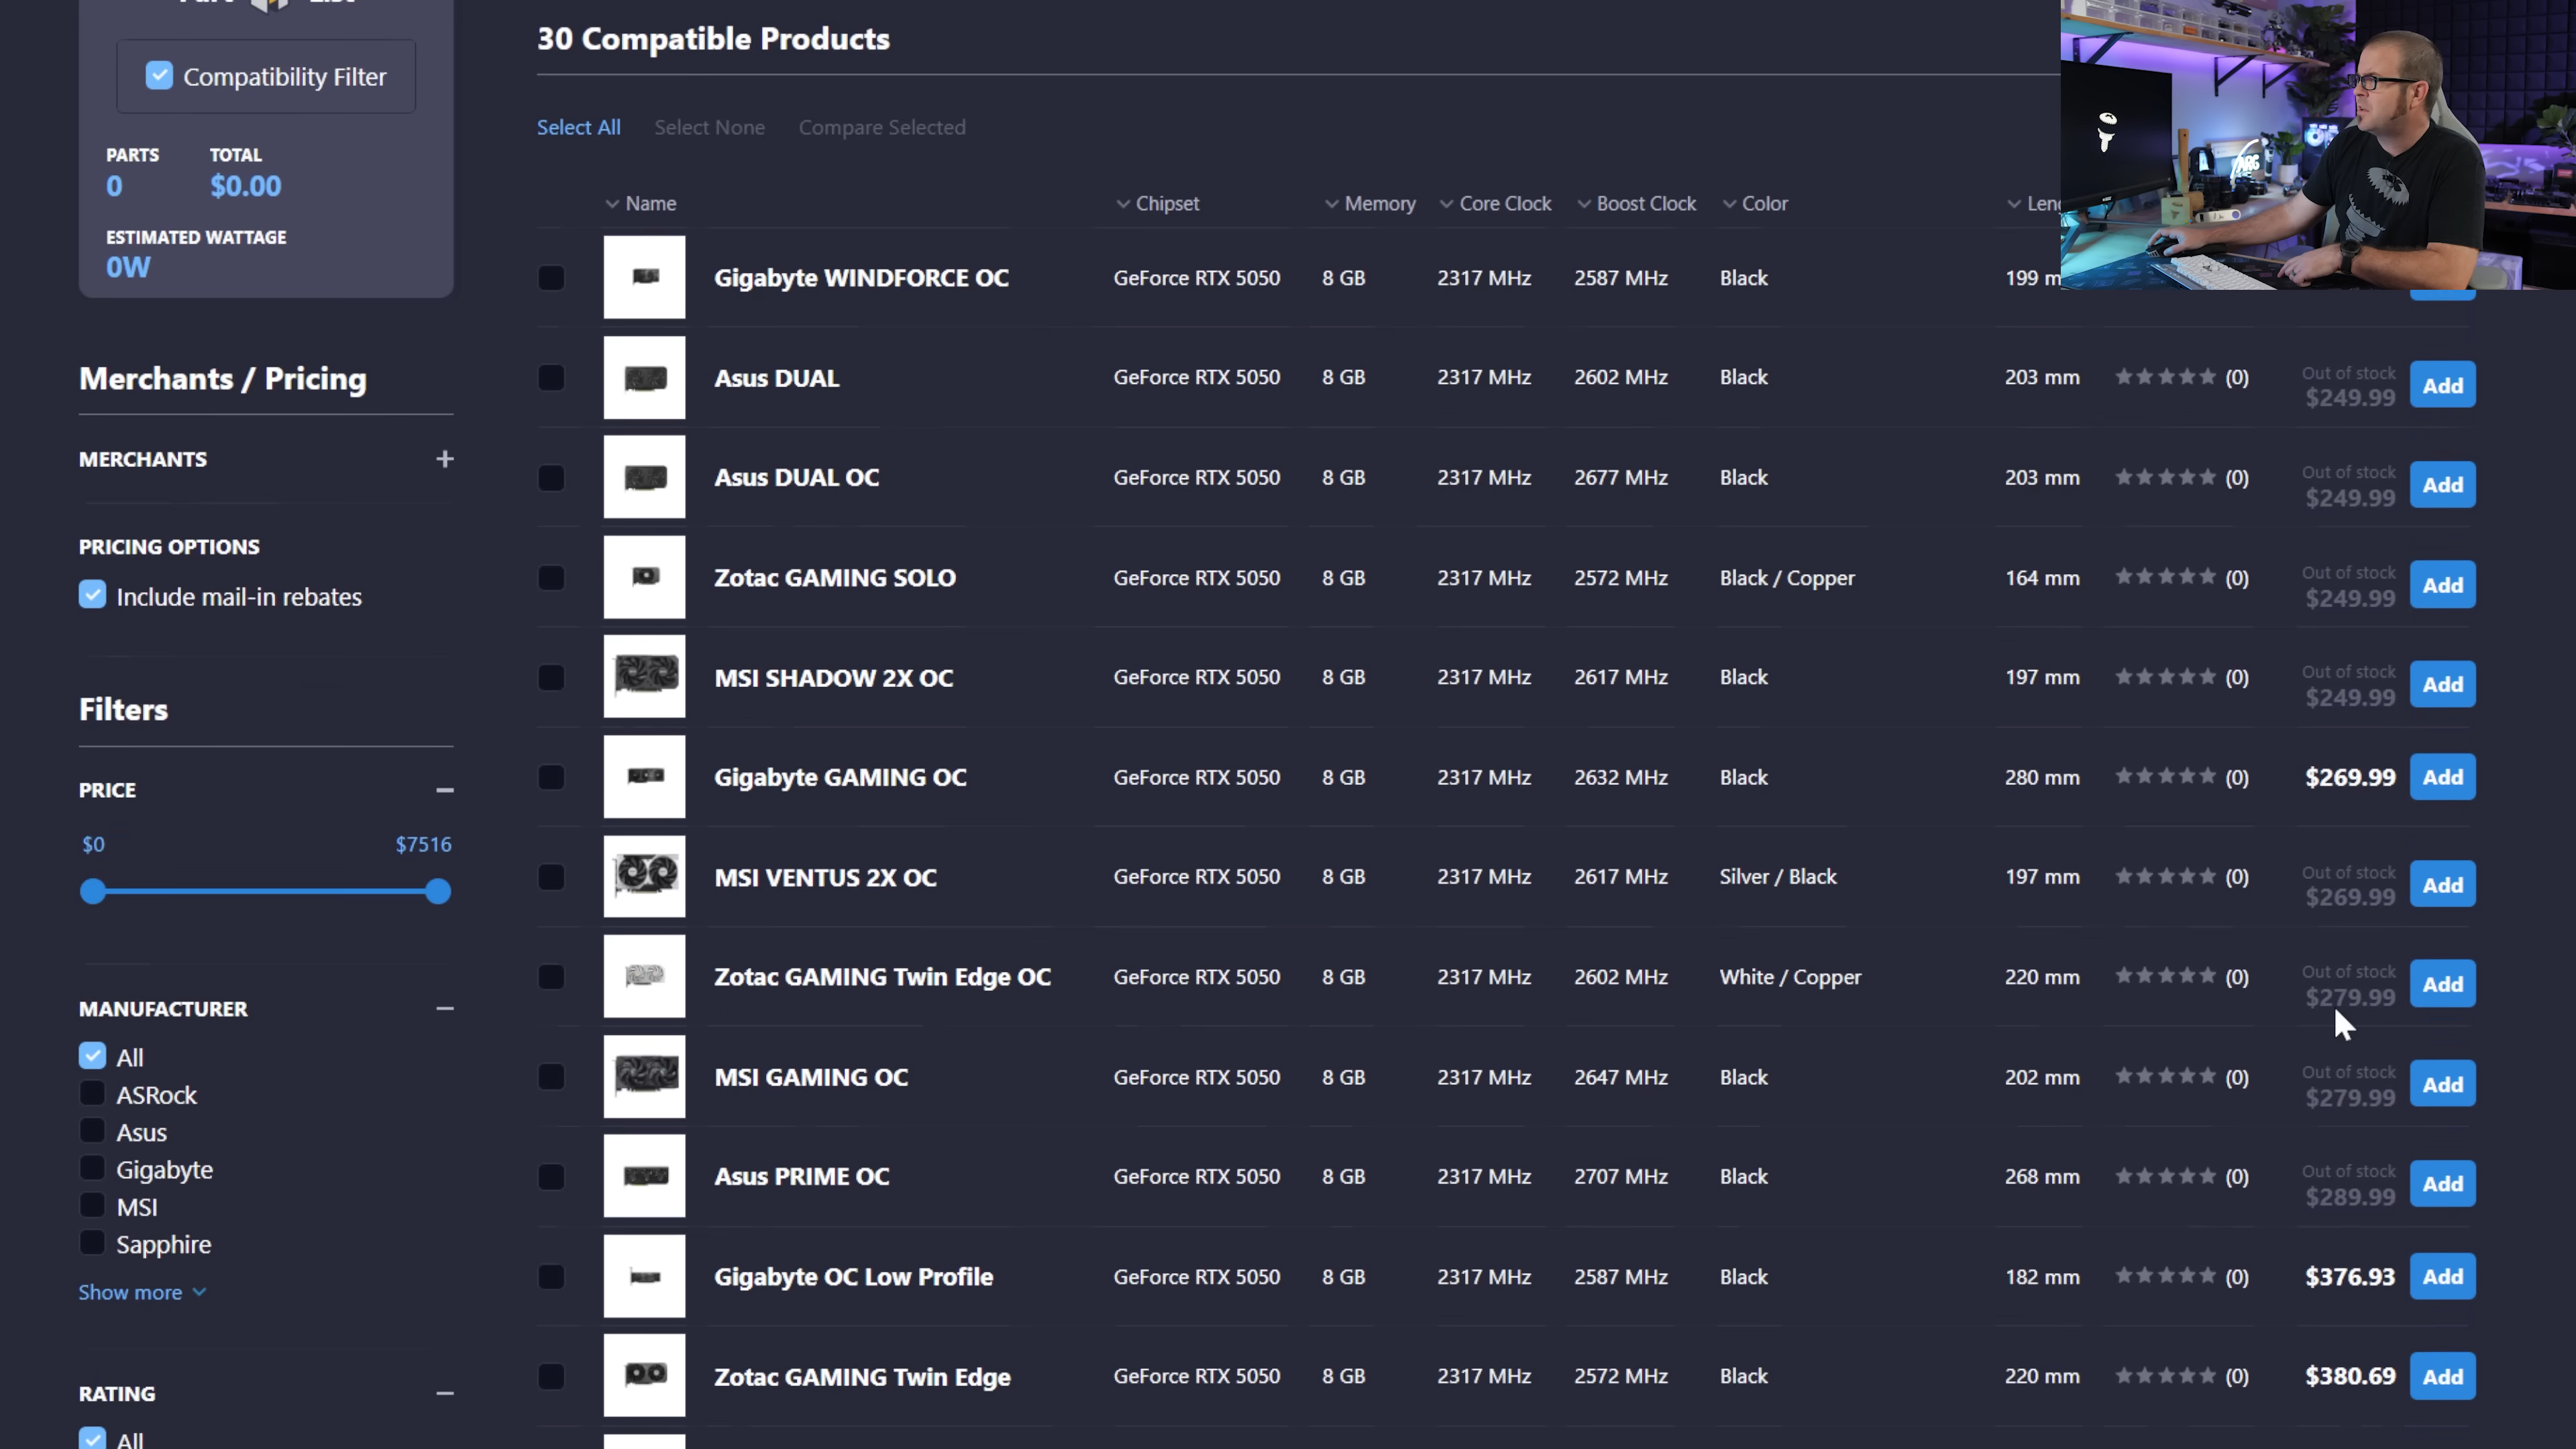 30 Compatible Products
Compatibility Filter
Select All Select None Compare Selected
PARTS TOTAL
0 $0.00
ESTIMATED WATTAGE
0W
Name Chipset Memory Core Clock Boost Clock Color
Gigabyte WINDFORCE OC GeForce RTX 5050 8 GB 2317 MHz 2587 MHz Black 199 m
Asus DUAL GeForce RTX 5050 8 GB 2317 MHz 2602 MHz Black 203 mm (0) Out of stock $249.99 Add
Asus DUAL OC GeForce RTX 5050 8 GB 2317 MHz 2677 MHz Black 203 mm (0) Out of stock $249.99 Add
Zotac GAMING SOLO GeForce RTX 5050 8 GB 2317 MHz 2572 MHz Black / Copper 164 mm (0) Out of stock $249.99 Add
MSI SHADOW 2X OC GeForce RTX 5050 8 GB 2317 MHz 2617 MHz Black 197 mm (0) Out of stock $249.99 Add
Gigabyte GAMING OC GeForce RTX 5050 8 GB 2317 MHz 2632 MHz Black 280 mm (0) $269.99 Add
MSI VENTUS 2X OC GeForce RTX 5050 8 GB 2317 MHz 2617 MHz Silver / Black 197 mm (0) Out of stock $269.99 Add
Zotac GAMING Twin Edge OC GeForce RTX 5050 8 GB 2317 MHz 2602 MHz White / Copper 220 mm (0) Out of stock $279.99 Add
MSI GAMING OC GeForce RTX 5050 8 GB 2317 MHz 2647 MHz Black 202 mm (0) Out of stock $279.99 Add
Asus PRIME OC GeForce RTX 5050 8 GB 2317 MHz 2707 MHz Black 268 mm (0) Out of stock $289.99 Add
Gigabyte OC Low Profile GeForce RTX 5050 8 GB 2317 MHz 2587 MHz Black 182 mm (0) $376.93 Add
Zotac GAMING Twin Edge GeForce RTX 5050 8 GB 2317 MHz 2572 MHz Black 220 mm (0) $380.69 Add
Merchants / Pricing
MERCHANTS +
PRICING OPTIONS
Include mail-in rebates
Filters
PRICE
$0 $7516
MANUFACTURER
All
ASRock
Asus
Gigabyte
MSI
Sapphire
Show more
RATING
All